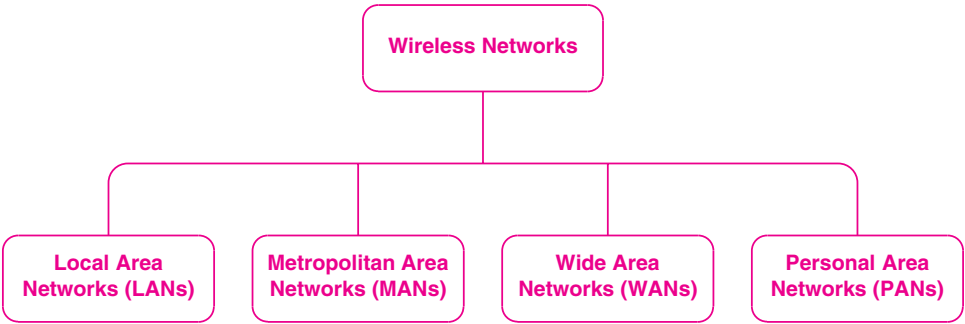 Wireless Networks
Local Area
Networks (LANs)
Metropolitan Area
Networks (MANs)
Wide Area
Networks (WANs)
Personal Area
Networks (PANs)